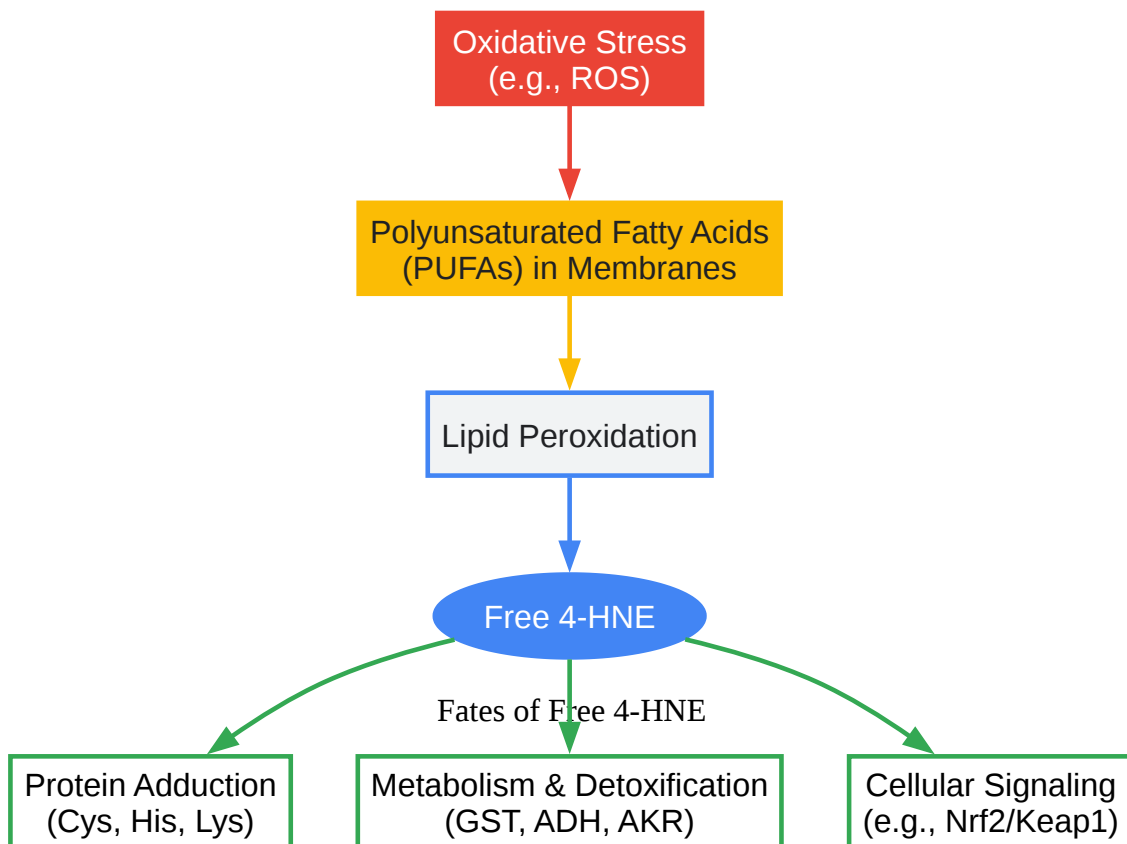 Oxidative Stress
(e.g., ROS)
Polyunsaturated Fatty Acids
(PUFAs) in Membranes
Lipid Peroxidation
Free 4-HNE
Fates of Free 4-HNE
Protein Adduction
(Cys, His, Lys)
Metabolism & Detoxification
(GST, ADH, AKR)
Cellular Signaling
(e.g., Nrf2/Keap1)